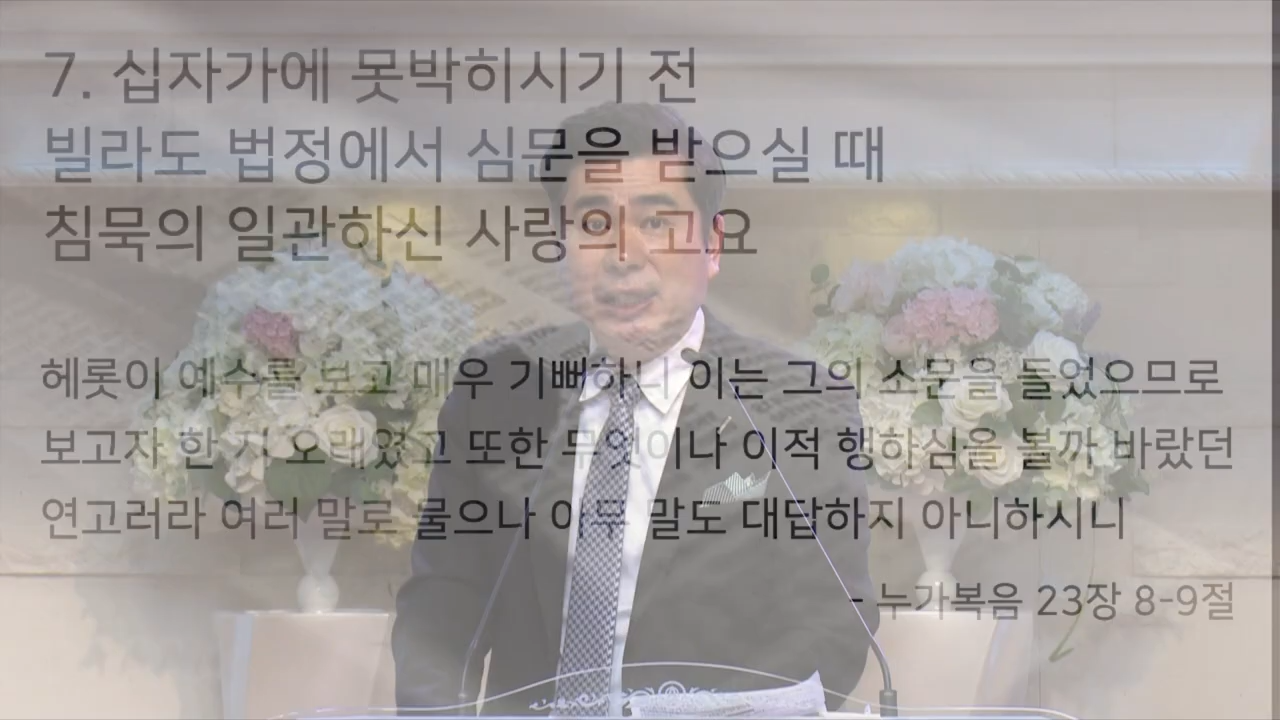 7. 십자가에 못박히시기 전
빌라도 법정에서 심문을 받으실 때
침묵의 일관하신 사랑의 고요
헤롯이 예수를 보고 매우 기뻐하니 이는 그의 소문을 들었으므로
보고자 한 지 오래였고 또한 무엇이나 이적 행하심을 볼까 바랐던
연고러라 여러 말로 물으나 아무 말도 대답하지 아니하시니
- 누가복음 23장 8-9절